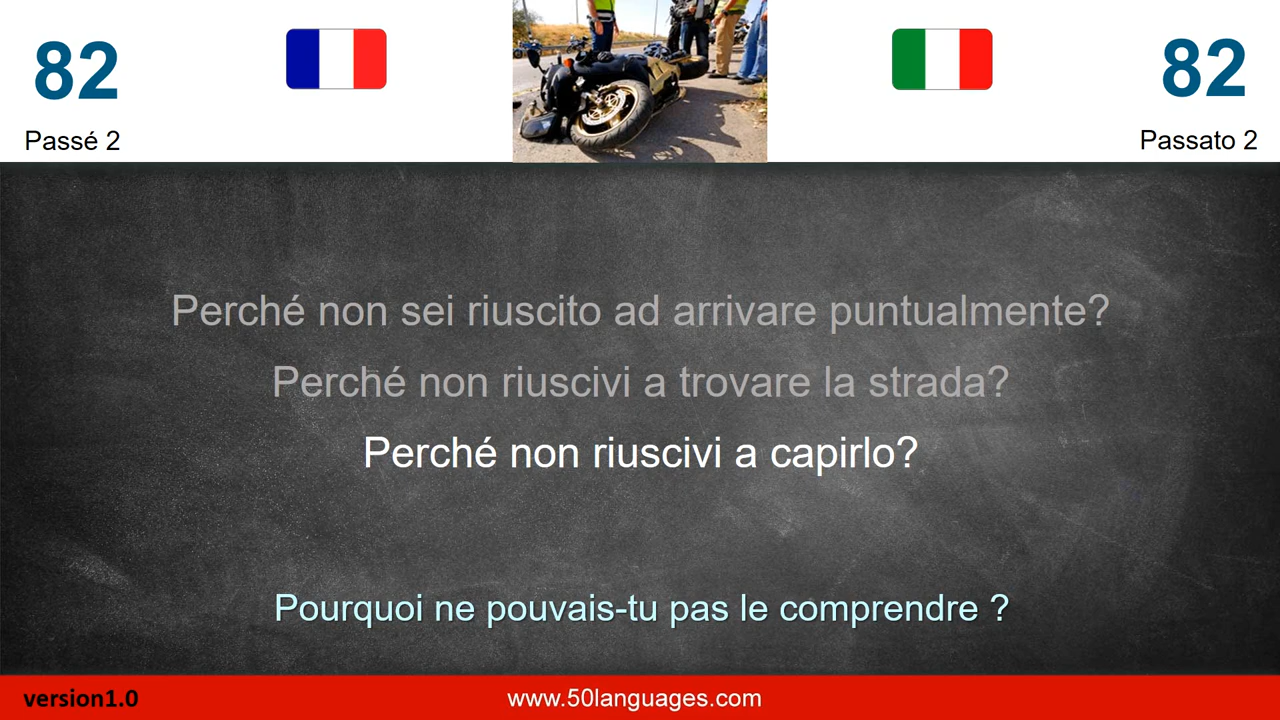 82
82
Passé 2
Passato 2
Perché non sei riuscito ad arrivare puntualmente?
Perché non riuscivi a trovare la strada?
Perché non riuscivi a capirlo?
Pourquoi ne pouvais-tu pas le comprendre ?
version1.0
www.50languages.com